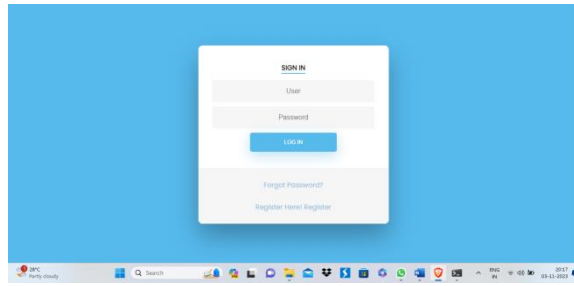 SIGN IN
User
Password
LOG IN
Forgot Password?
Register Here! Register
28°C
Partly cloudy
Search
ENG
IN
20:17
03-11-2023